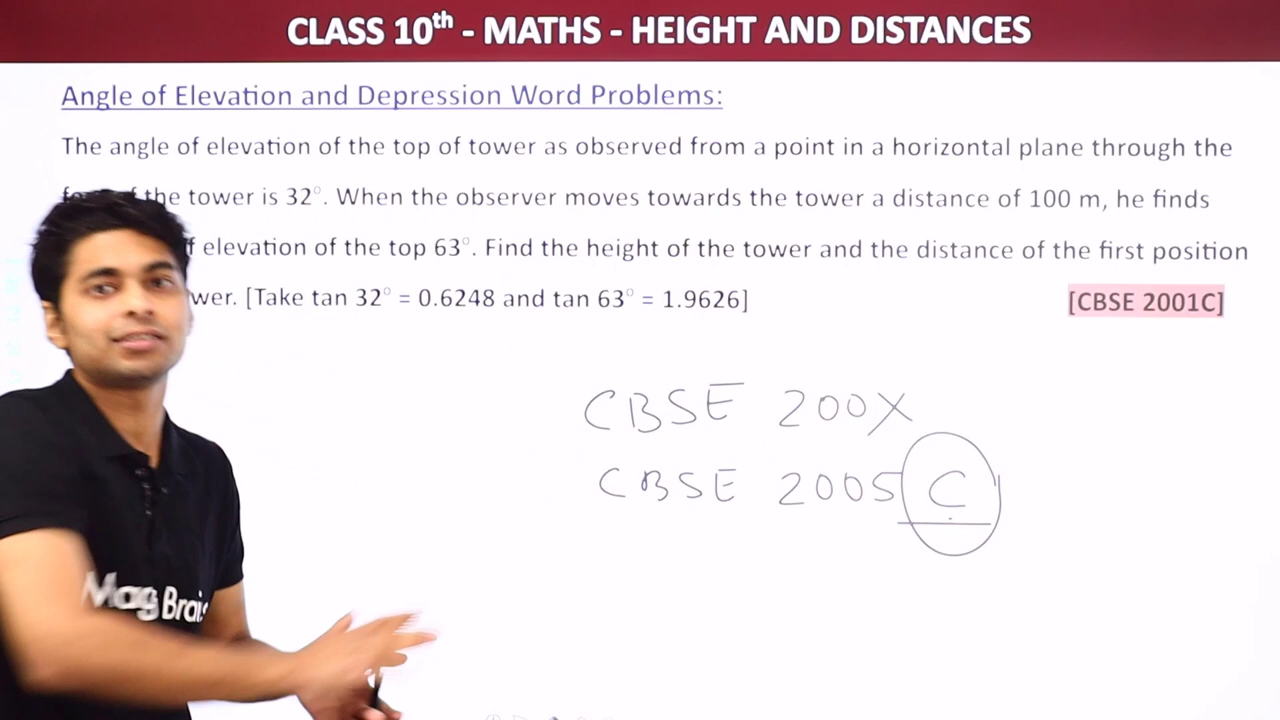 CLASS 10th - MATHS - HEIGHT AND DISTANCES
Angle of Elevation and Depression Word Problems:
The angle of elevation of the top of tower as observed from a point in a horizontal plane through the
the tower is 32°. When the observer moves towards the tower a distance of 100 m, he finds
elevation of the top 63°. Find the height of the tower and the distance of the first position
[Take tan 32° = 0.6248 and tan 63° = 1.9626]
[CBSE 2001C]
CBSE 200X
CBSE 2005 C
Mag